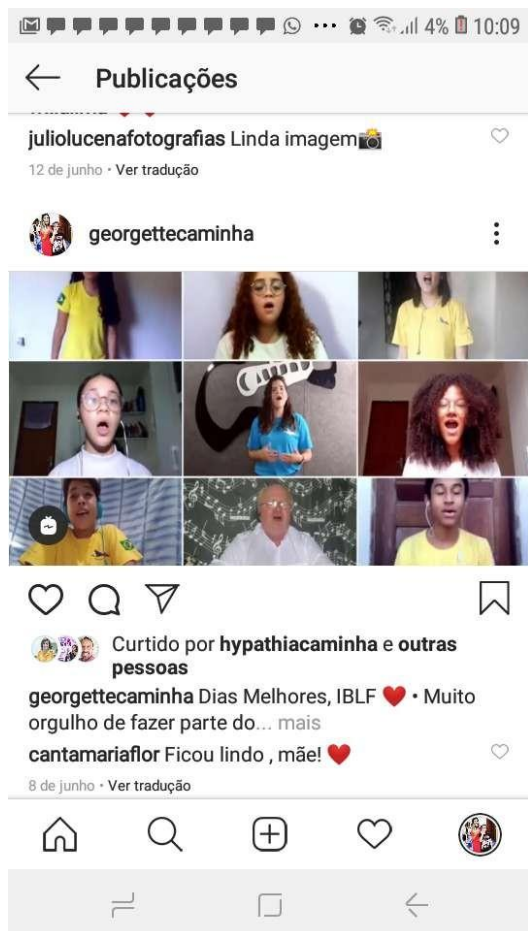 4% 10:09
Publicações
juliolucenafotografias Linda imagem📸
12 de junho • Ver tradução
georgettecaminha
Curtido por hypathiacaminha e outras
pessoas
georgettecaminha Dias Melhores, IBLF ❤️ • Muito
orgulho de fazer parte do... mais
cantamariaflor Ficou lindo , mãe! ❤️
8 de junho • Ver tradução